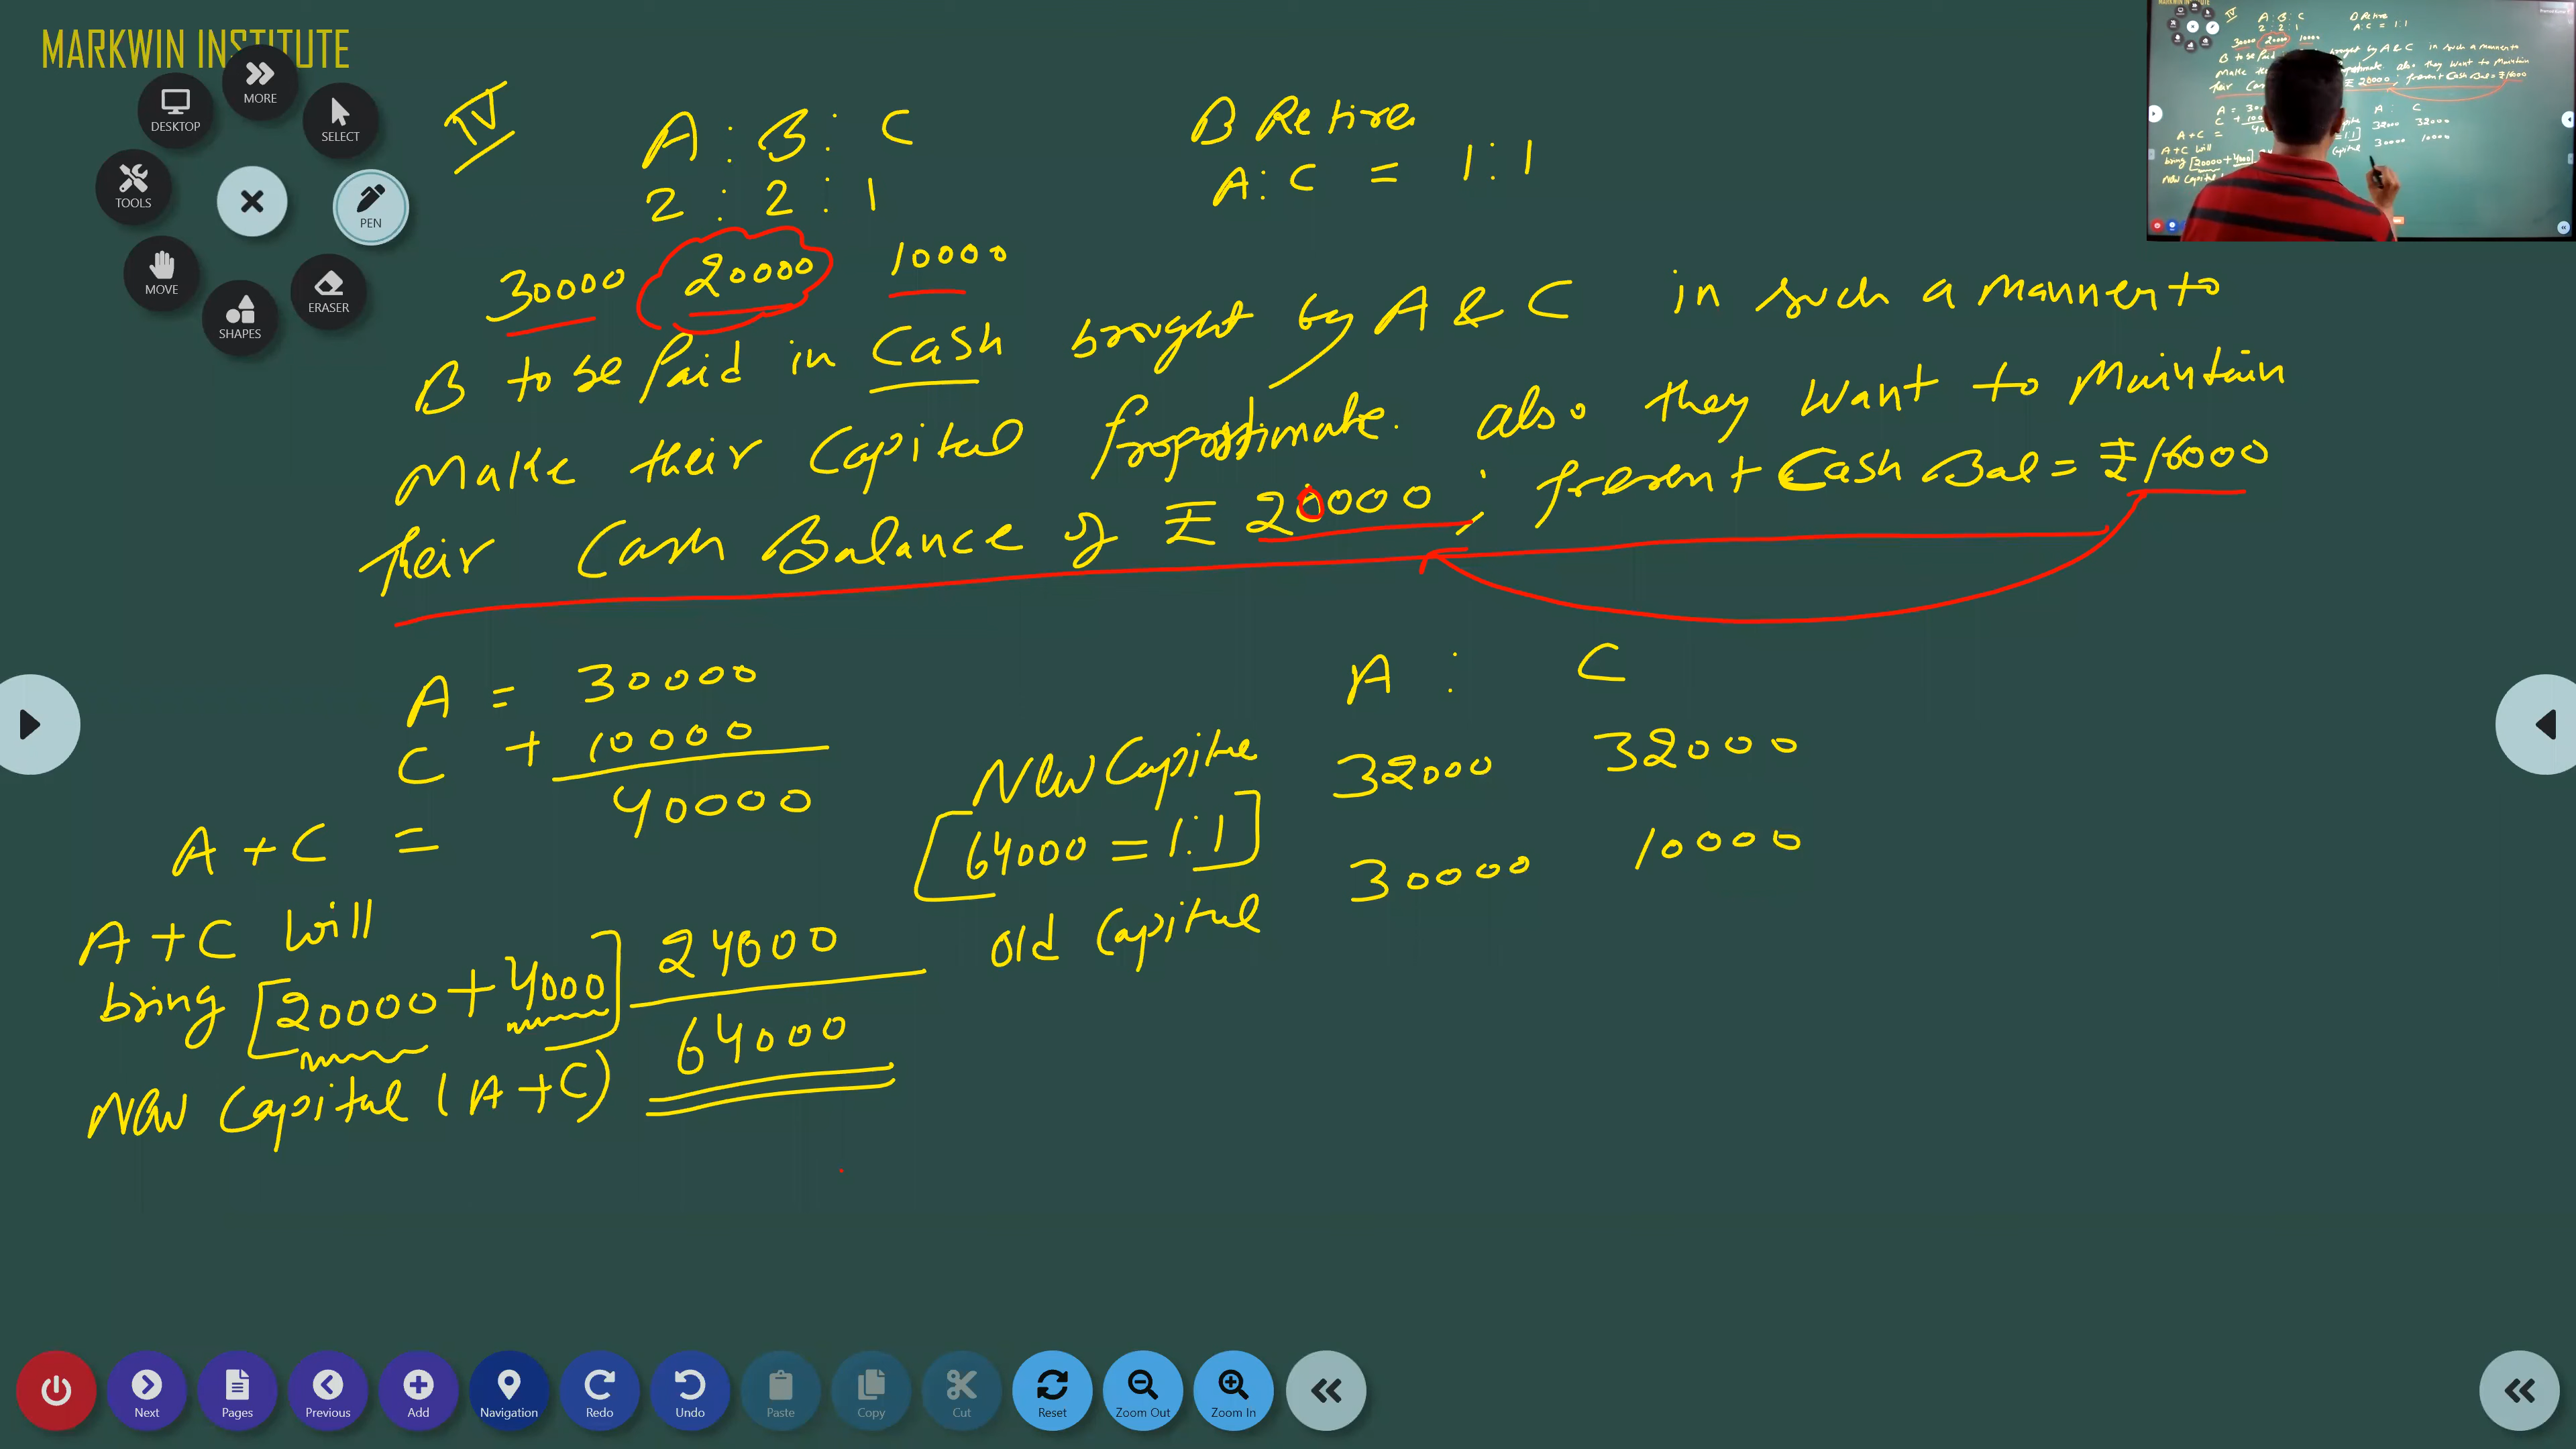 MARKWIN INSTITUTE
MORE
DESKTOP
SELECT
TOOLS
PEN
MOVE
ERASER
SHAPES
IV
A : B : C
2 : 2 : 1
30000 20000 10000
B Retire
A : C = 1 : 1
B to be Paid in Cash brought by A & C in such a manner to
Make their Capital Proportionate. also they want to Maintain
their Cash Balance of ₹ 20000 ; Present Cash Bal = ₹ 16000
A = 30000
C + 10000
A + C = 40000
A + C will
bring [20000 + 4000] 24000
New Capital (A + C) 64000
A : C
New Capital 32000 32000
[64000 = 1:1]
Old Capital 30000 10000
Next
Pages
Previous
Add
Navigation
Redo
Undo
Paste
Copy
Cut
Reset
Zoom Out
Zoom In